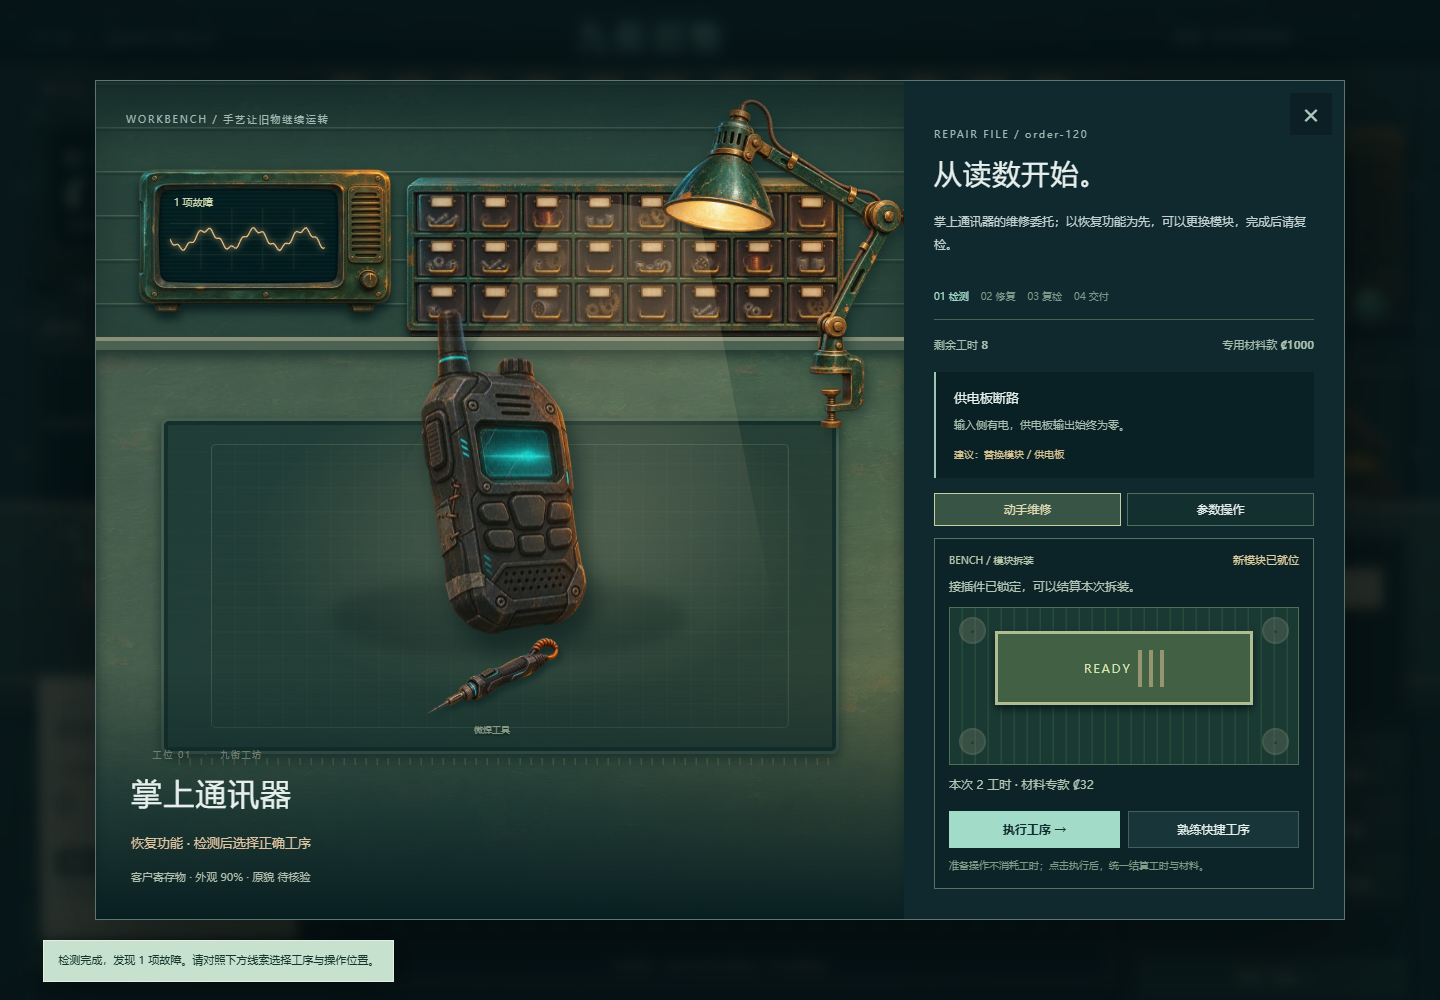 WORKBENCH / 手艺让旧物继续运转
1 项故障
微焊工具
工位 01 · 九街工坊
掌上通讯器
恢复功能 · 检测后选择正确工序
客户寄存物 · 外观 90% · 原貌 待核验
×
REPAIR FILE / order-120
从读数开始。
掌上通讯器的维修委托；以恢复功能为先，可以更换模块，完成后请复
检。
01 检测 02 修复 03 复检 04 交付
剩余工时 8 专用材料款 ₡1000
供电板断路
输入侧有电，供电板输出始终为零。
建议：替换模块 / 供电板
动手维修 参数操作
BENCH / 模块拆装 新模块已就位
接插件已锁定，可以结算本次拆装。
READY
本次 2 工时 · 材料专款 ₡32
执行工序 → 熟练快捷工序
准备操作不消耗工时；点击执行后，统一结算工时与材料。
检测完成，发现 1 项故障。请对照下方线索选择工序与操作位置。